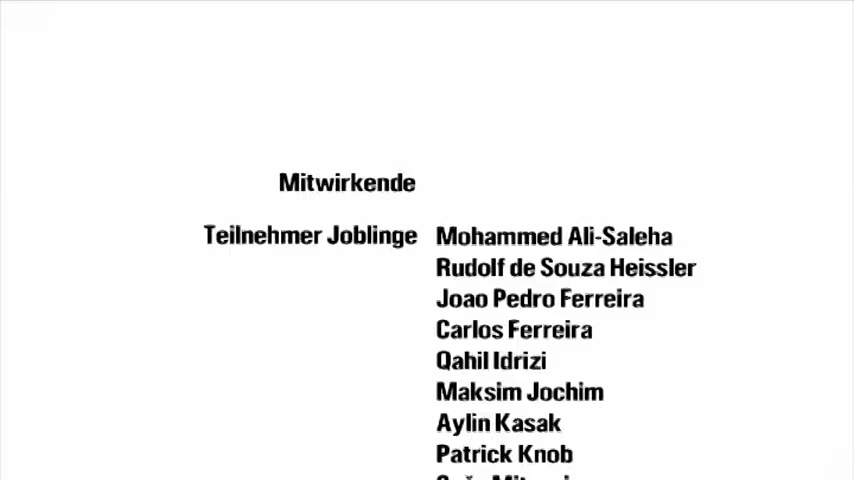 Mitwirkende
Teilnehmer Joblinge Mohammed Ali-Saleha
Rudolf de Souza Heissler
Joao Pedro Ferreira
Carlos Ferreira
Qahil Idrizi
Maksim Jochim
Aylin Kasak
Patrick Knob